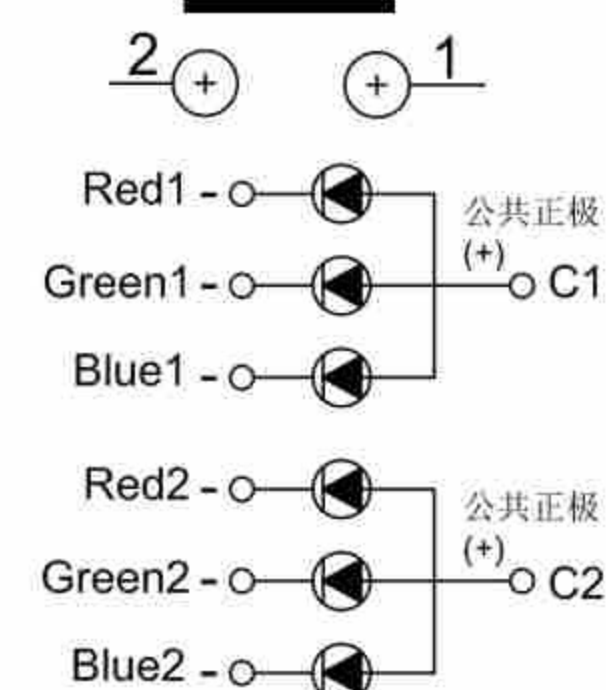 2 + + 1
Red1 -
公共正极
(+)
Green1 - C1
Blue1 -
Red2 -
公共正极
(+)
Green2 - C2
Blue2 -